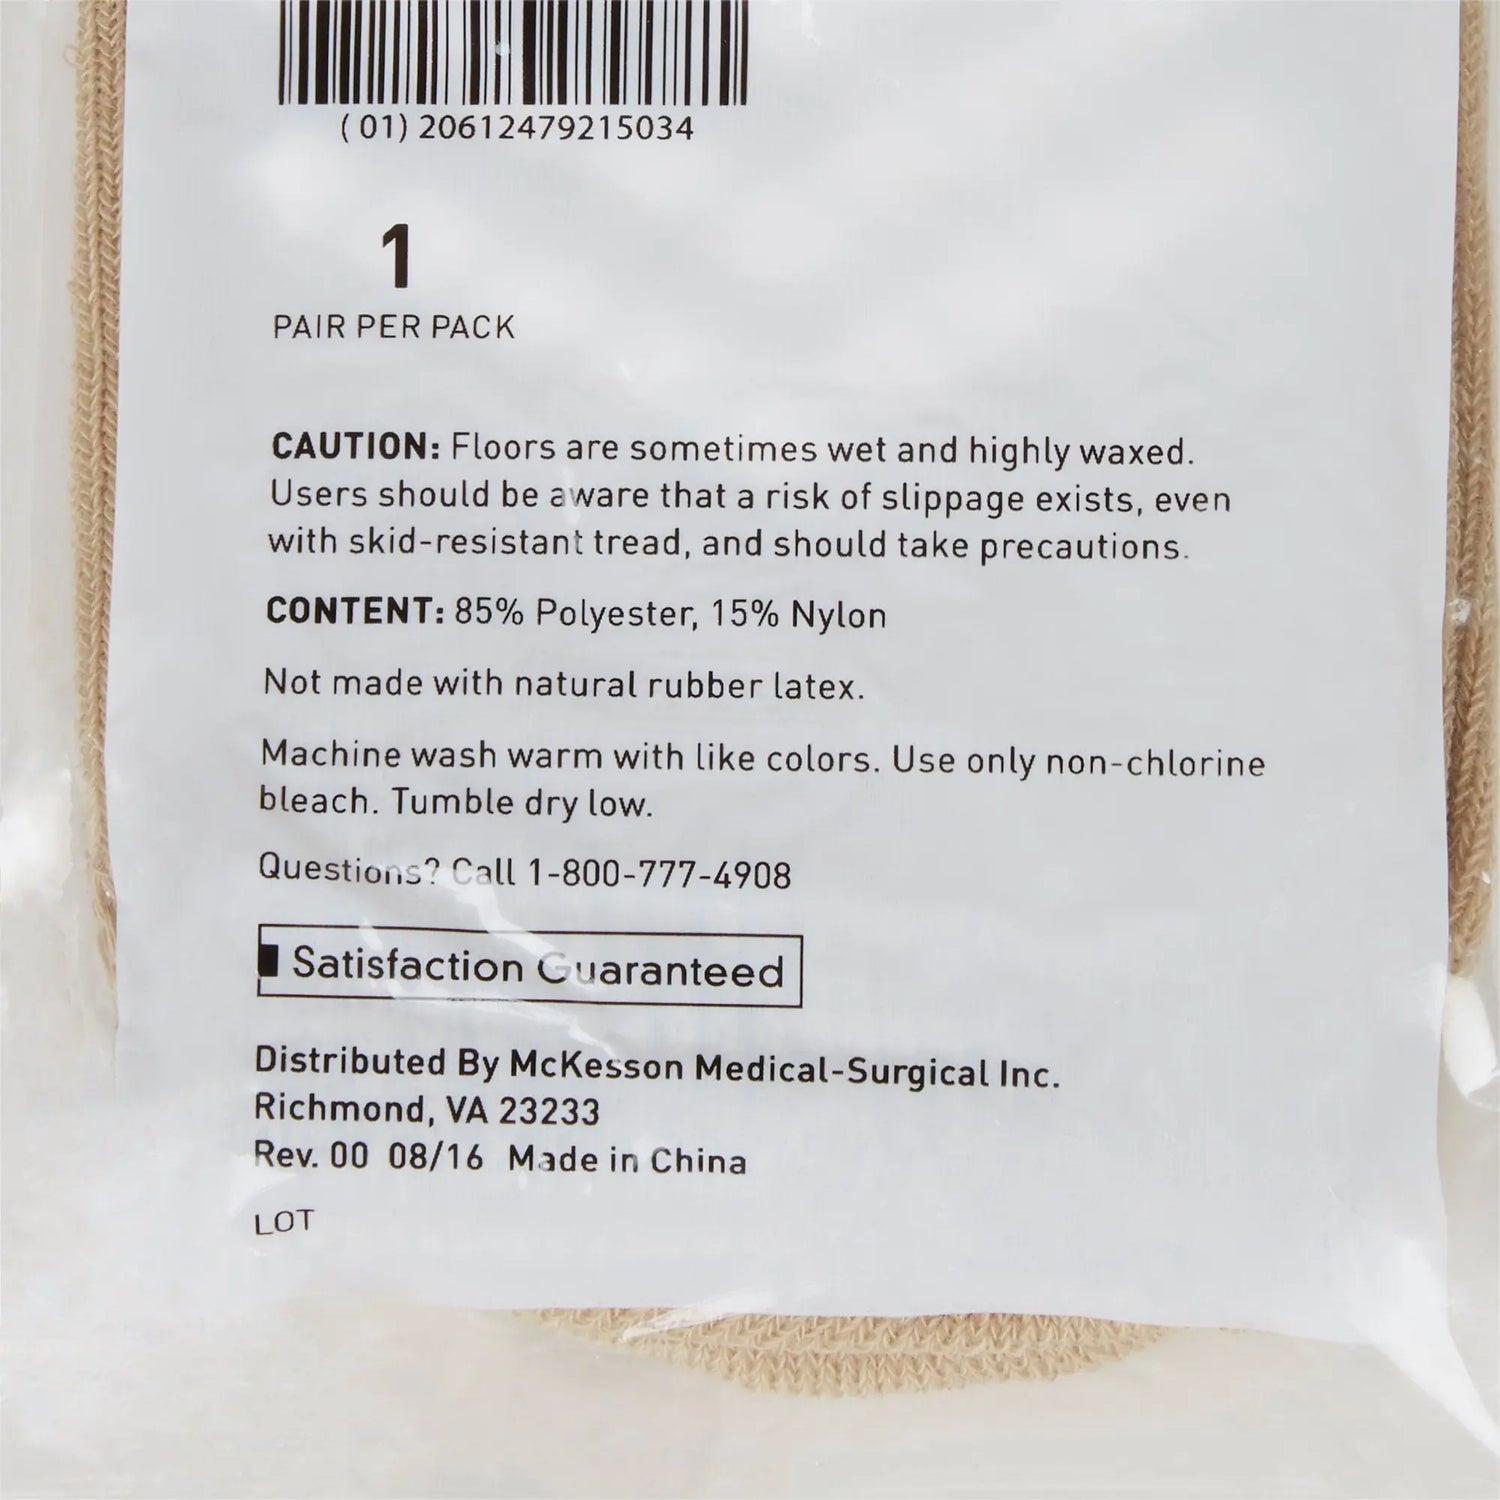 ( 01) 20612479215034
1
PAIR PER PACK
CAUTION: Floors are sometimes wet and highly waxed.
Users should be aware that a risk of slippage exists, even
with skid-resistant tread, and should take precautions.
CONTENT: 85% Polyester, 15% Nylon
Not made with natural rubber latex.
Machine wash warm with like colors. Use only non-chlorine
bleach. Tumble dry low.
Questions? Call 1-800-777-4908
Satisfaction Guaranteed
Distributed By McKesson Medical-Surgical Inc.
Richmond, VA 23233
Rev. 00 08/16 Made in China
LOT